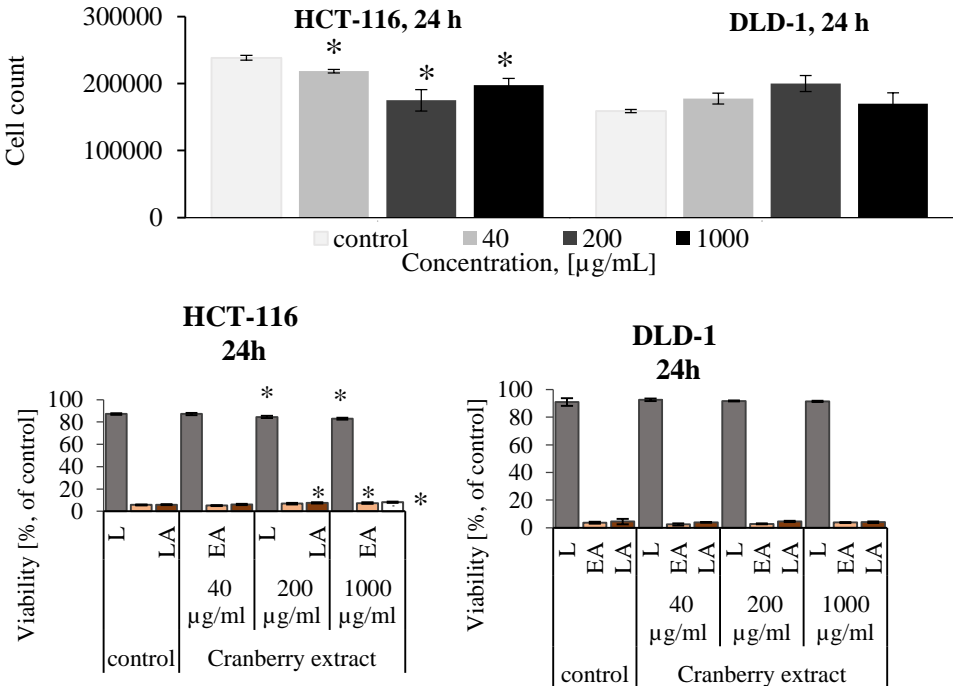 HCT-116, 24 h
DLD-1, 24 h
Cell count
300000
200000
100000
0
*
*
*
control
40
200
1000
Concentration, [µg/mL]
HCT-116
24h
Viability [%, of control]
100
80
60
40
20
0
* *
* * *
L LA EA L LA EA
40 µg/ml
200 µg/ml
1000 µg/ml
control
Cranberry extract
DLD-1
24h
Viability [%, of control]
100
80
60
40
20
0
L EA LA L EA LA L EA LA L EA LA
40 µg/ml
200 µg/ml
1000 µg/ml
control
Cranberry extract